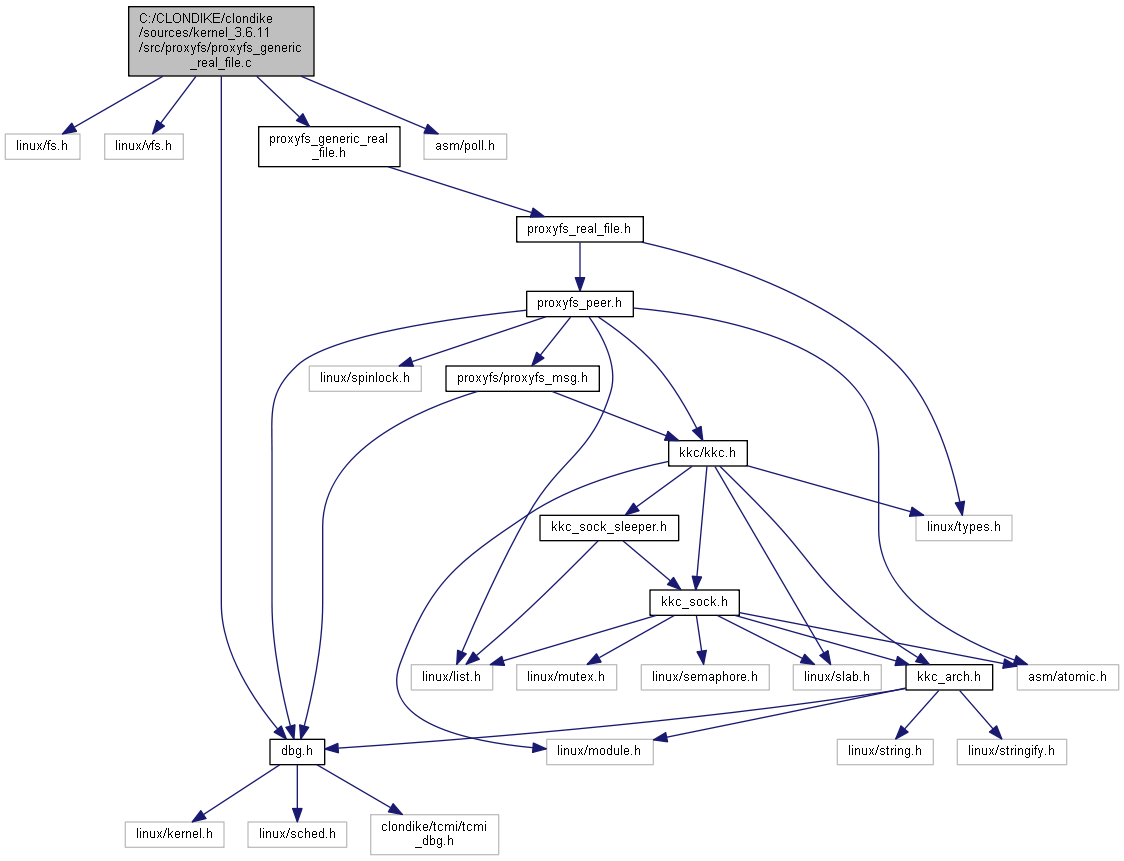 C:/CLONDIKE/clondike
/sources/kernel_3.6.11
/src/proxyfs/proxyfs_generic
_real_file.c
linux/fs.h
linux/vfs.h
proxyfs_generic_real
_file.h
asm/poll.h
proxyfs_real_file.h
proxyfs_peer.h
linux/spinlock.h
proxyfs/proxyfs_msg.h
kkc/kkc.h
kkc_sock_sleeper.h
linux/types.h
kkc_sock.h
linux/list.h
linux/mutex.h
linux/semaphore.h
linux/slab.h
kkc_arch.h
asm/atomic.h
dbg.h
linux/module.h
linux/string.h
linux/stringify.h
linux/kernel.h
linux/sched.h
clondike/tcmi/tcmi
_dbg.h